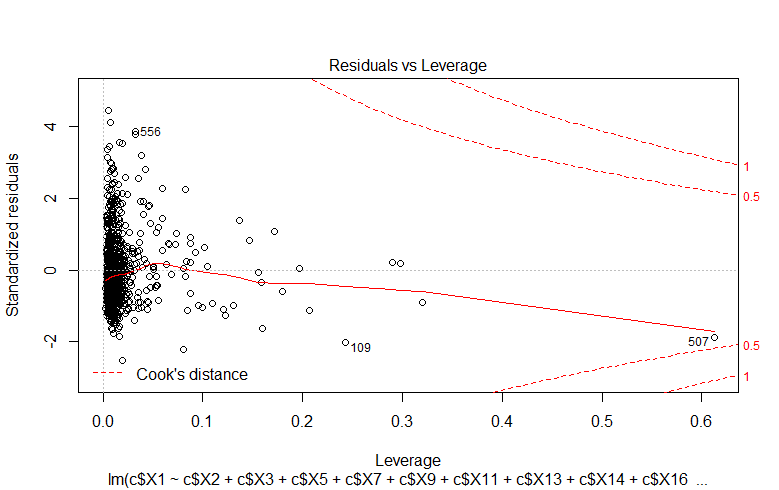 Residuals vs Leverage
Standardized residuals
4
2
0
-2
556
109
507
1
0.5
0.5
1
Cook's distance
0.0 0.1 0.2 0.3 0.4 0.5 0.6
Leverage
lm(c$X1 ~ c$X2 + c$X3 + c$X5 + c$X7 + c$X9 + c$X11 + c$X13 + c$X14 + c$X16 ...